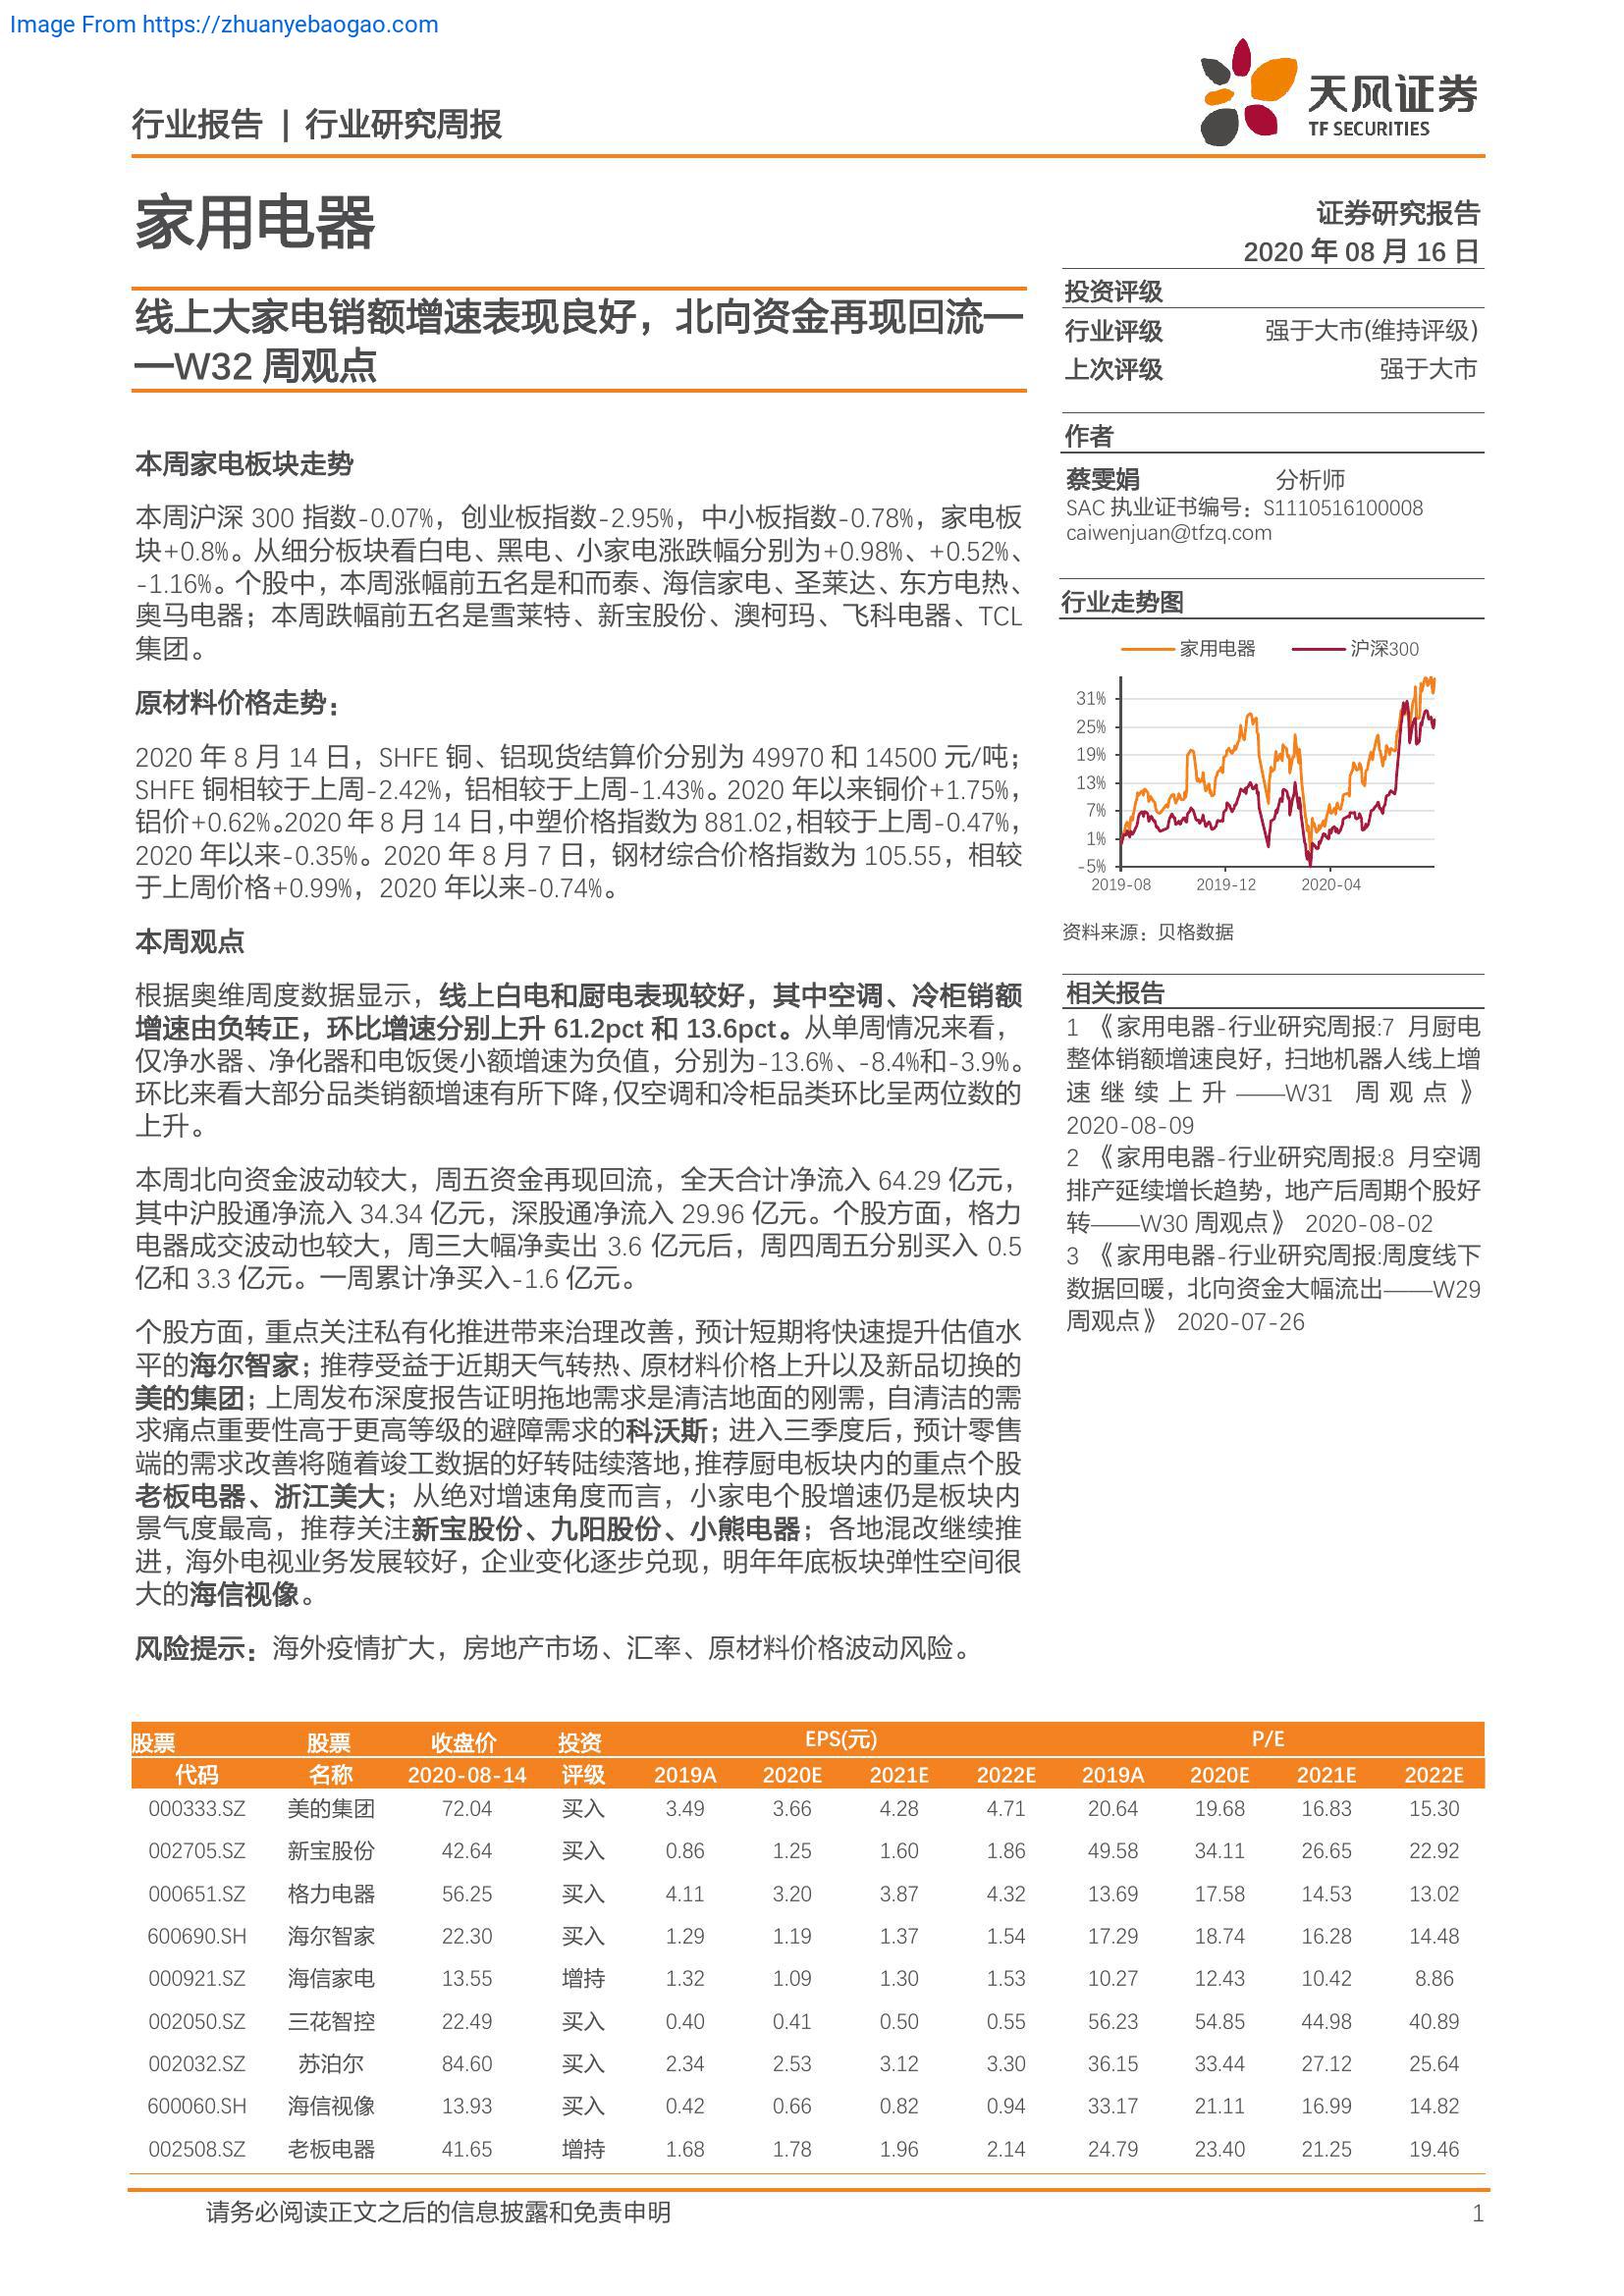 Image From https://zhuanyebaogao.com
行业报告 | 行业研究周报
天风证券
TF SECURITIES
家用电器
证券研究报告
2020 年 08 月 16 日
线上大家电销额增速表现良好，北向资金再现回流—
—W32 周观点
投资评级
行业评级 强于大市(维持评级)
上次评级 强于大市
作者
蔡雯娟 分析师
SAC 执业证书编号：S1110516100008
caiwenjuan@tfzq.com
行业走势图
家用电器 沪深300
31%
25%
19%
13%
7%
1%
-5%
2019-08 2019-12 2020-04
资料来源：贝格数据
相关报告
1 《家用电器-行业研究周报:7 月厨电
整体销额增速良好，扫地机器人线上增
速继续上升——W31 周观点》
2020-08-09
2 《家用电器-行业研究周报:8 月空调
排产延续增长趋势，地产后周期个股好
转——W30 周观点》 2020-08-02
3 《家用电器-行业研究周报:周度线下
数据回暖，北向资金大幅流出——W29
周观点》 2020-07-26
本周家电板块走势
本周沪深 300 指数-0.07%，创业板指数-2.95%，中小板指数-0.78%，家电板
块+0.8%。从细分板块看白电、黑电、小家电涨跌幅分别为+0.98%、+0.52%、
-1.16%。个股中，本周涨幅前五名是和而泰、海信家电、圣莱达、东方电热、
奥马电器；本周跌幅前五名是雪莱特、新宝股份、澳柯玛、飞科电器、TCL
集团。
原材料价格走势：
2020 年 8 月 14 日，SHFE 铜、铝现货结算价分别为 49970 和 14500 元/吨；
SHFE 铜相较于上周-2.42%，铝相较于上周-1.43%。2020 年以来铜价+1.75%，
铝价+0.62%。2020 年 8 月 14 日，中塑价格指数为 881.02，相较于上周-0.47%，
2020 年以来-0.35%。2020 年 8 月 7 日，钢材综合价格指数为 105.55，相较
于上周价格+0.99%，2020 年以来-0.74%。
本周观点
根据奥维周度数据显示，线上白电和厨电表现较好，其中空调、冷柜销额
增速由负转正，环比增速分别上升 61.2pct 和 13.6pct。从单周情况来看，
仅净水器、净化器和电饭煲小额增速为负值，分别为-13.6%、-8.4%和-3.9%。
环比来看大部分品类销额增速有所下降，仅空调和冷柜品类环比呈两位数的
上升。
本周北向资金波动较大，周五资金再现回流，全天合计净流入 64.29 亿元，
其中沪股通净流入 34.34 亿元，深股通净流入 29.96 亿元。个股方面，格力
电器成交波动也较大，周三大幅净卖出 3.6 亿元后，周四周五分别买入 0.5
亿和 3.3 亿元。一周累计净买入-1.6 亿元。
个股方面，重点关注私有化推进带来治理改善，预计短期将快速提升估值水
平的海尔智家；推荐受益于近期天气转热、原材料价格上升以及新品切换的
美的集团；上周发布深度报告证明拖地需求是清洁地面的刚需，自清洁的需
求痛点重要性高于更高等级的避障需求的科沃斯；进入三季度后，预计零售
端的需求改善将随着竣工数据的好转陆续落地，推荐厨电板块内的重点个股
老板电器、浙江美大；从绝对增速角度而言，小家电个股增速仍是板块内
景气度最高，推荐关注新宝股份、九阳股份、小熊电器；各地混改继续推
进，海外电视业务发展较好，企业变化逐步兑现，明年年底板块弹性空间很
大的海信视像。
风险提示：海外疫情扩大，房地产市场、汇率、原材料价格波动风险。
股票 股票 收盘价 投资 EPS(元) P/E
代码 名称 2020-08-14 评级 2019A 2020E 2021E 2022E 2019A 2020E 2021E 2022E
000333.SZ 美的集团 72.04 买入 3.49 3.66 4.28 4.71 20.64 19.68 16.83 15.30
002705.SZ 新宝股份 42.64 买入 0.86 1.25 1.60 1.86 49.58 34.11 26.65 22.92
000651.SZ 格力电器 56.25 买入 4.11 3.20 3.87 4.32 13.69 17.58 14.53 13.02
600690.SH 海尔智家 22.30 买入 1.29 1.19 1.37 1.54 17.29 18.74 16.28 14.48
000921.SZ 海信家电 13.55 增持 1.32 1.09 1.30 1.53 10.27 12.43 10.42 8.86
002050.SZ 三花智控 22.49 买入 0.40 0.41 0.50 0.55 56.23 54.85 44.98 40.89
002032.SZ 苏泊尔 84.60 买入 2.34 2.53 3.12 3.30 36.15 33.44 27.12 25.64
600060.SH 海信视像 13.93 买入 0.42 0.66 0.82 0.94 33.17 21.11 16.99 14.82
002508.SZ 老板电器 41.65 增持 1.68 1.78 1.96 2.14 24.79 23.40 21.25 19.46
请务必阅读正文之后的信息披露和免责申明 1